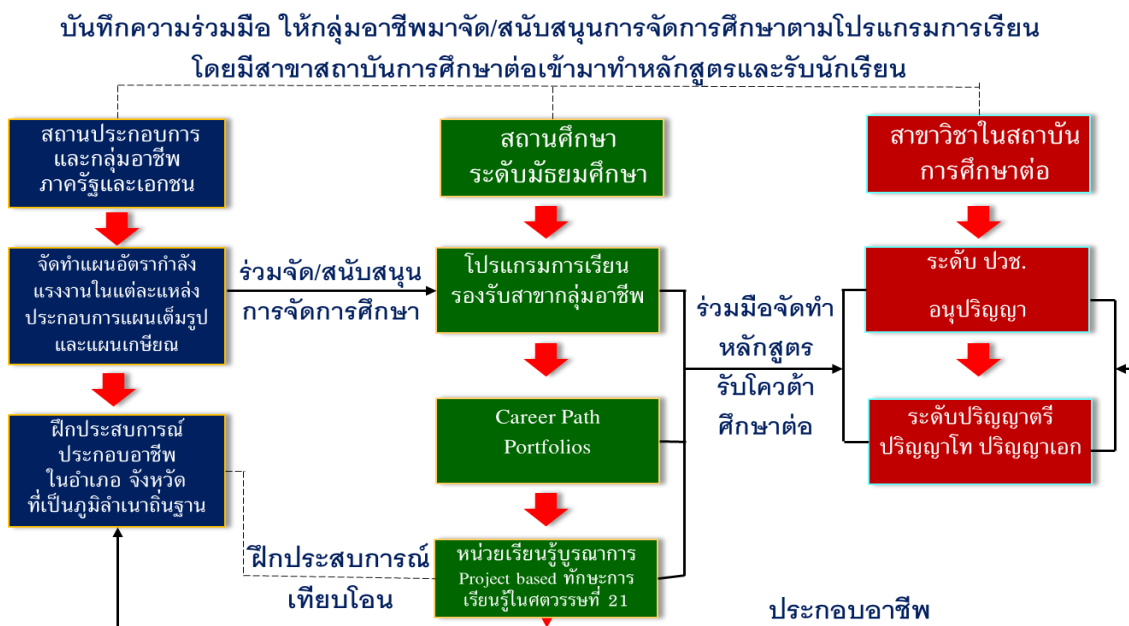 บันทึกความร่วมมือ ให้กลุ่มอาชีพมาจัด/สนับสนุนการจัดการศึกษาตามโปรแกรมการเรียน
โดยมีสาขาสถาบันการศึกษาต่อเข้ามาทำหลักสูตรและรับนักเรียน
สถานประกอบการ
และกลุ่มอาชีพ
ภาครัฐและเอกชน
สถานศึกษา
ระดับมัธยมศึกษา
สาขาวิชาในสถาบัน
การศึกษาต่อ
จัดทำแผนอัตรากำลัง
แรงงานในแต่ละแหล่ง
ประกอบการแผนเต็มรูป
และแผนเกษียณ
ร่วมจัด/สนับสนุน
การจัดการศึกษา
โปรแกรมการเรียน
รองรับสาขากลุ่มอาชีพ
ร่วมมือจัดทำ
หลักสูตร
รับโควต้า
ศึกษาต่อ
ระดับ ปวช.
อนุปริญญา
ฝึกประสบการณ์
ประกอบอาชีพ
ในอำเภอ จังหวัด
ที่เป็นภูมิลำเนาถิ่นฐาน
Career Path
Portfolios
ระดับปริญญาตรี
ปริญญาโท ปริญญาเอก
ฝึกประสบการณ์
เทียบโอน
หน่วยเรียนรู้บูรณาการ
Project based ทักษะการ
เรียนรู้ในศตวรรษที่ 21
ประกอบอาชีพ